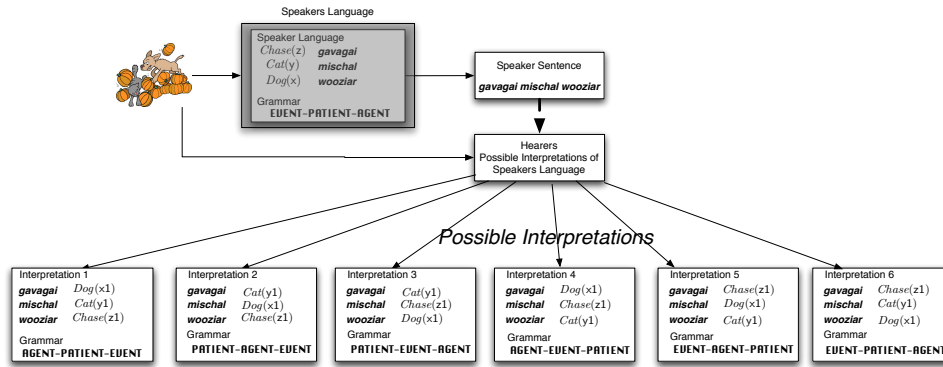 Speakers Language
Speaker Language
Chase(z) gavagai
Cat(y) mischal
Dog(x) wooziar
Grammar
EVENT-PATIENT-AGENT
Speaker Sentence
gavagai mischal wooziar
Hearers
Possible Interpretations of
Speakers Language
Possible Interpretations
Interpretation 1
gavagai Dog(x1)
mischal Cat(y1)
wooziar Chase(z1)
Grammar
AGENT-PATIENT-EVENT
Interpretation 2
gavagai Cat(y1)
mischal Dog(x1)
wooziar Chase(z1)
Grammar
PATIENT-AGENT-EVENT
Interpretation 3
gavagai Cat(y1)
mischal Chase(z1)
wooziar Dog(x1)
Grammar
PATIENT-EVENT-AGENT
Interpretation 4
gavagai Dog(x1)
mischal Chase(z1)
wooziar Cat(y1)
Grammar
AGENT-EVENT-PATIENT
Interpretation 5
gavagai Chase(z1)
mischal Dog(x1)
wooziar Cat(y1)
Grammar
EVENT-AGENT-PATIENT
Interpretation 6
gavagai Chase(z1)
mischal Cat(y1)
wooziar Dog(x1)
Grammar
EVENT-PATIENT-AGENT